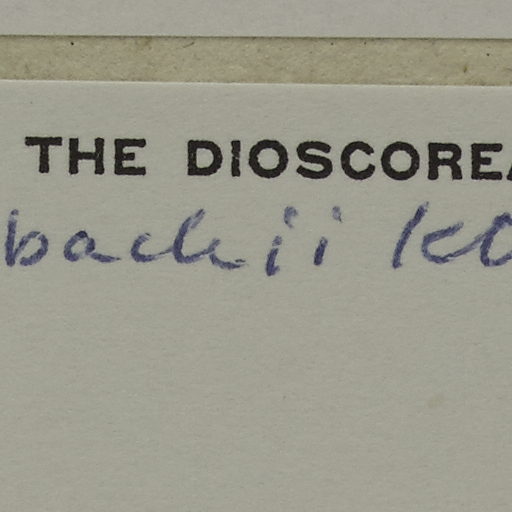 THE DIOSCOREA
bachii K